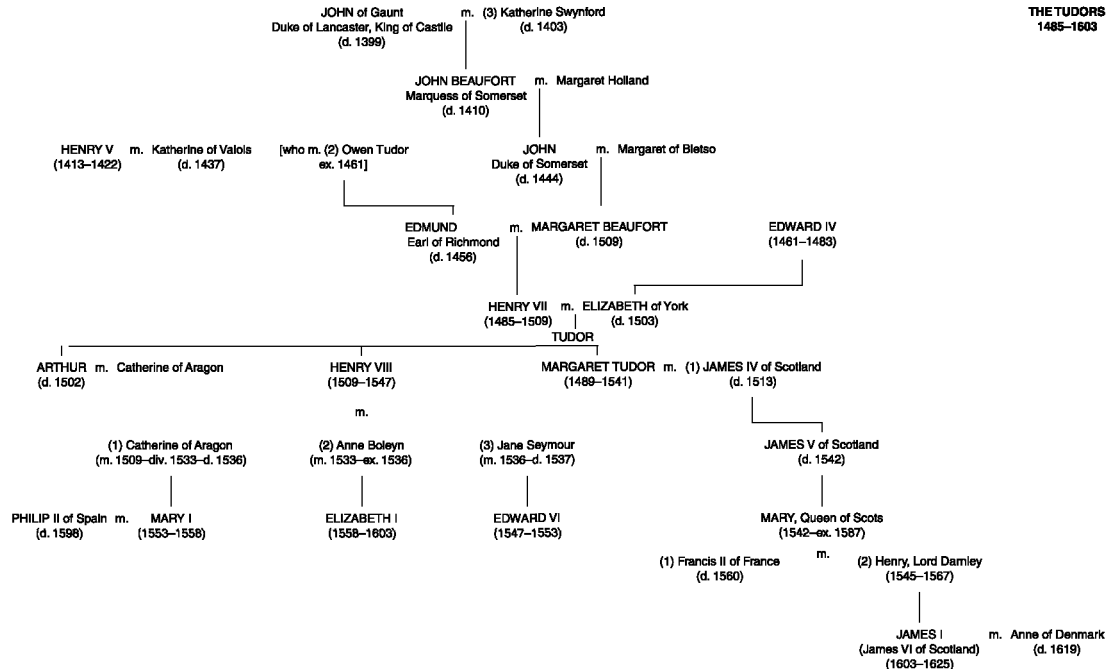 THE TUDORS
1485–1603
JOHN of Gaunt m. (3) Katherine Swynford
Duke of Lancaster, King of Castile (d. 1403)
(d. 1399)
JOHN BEAUFORT m. Margaret Holland
Marquess of Somerset
(d. 1410)
HENRY V m. Katherine of Valois [who m. (2) Owen Tudor JOHN m. Margaret of Bletso
(1413–1422) (d. 1437) ex. 1461] Duke of Somerset
(d. 1444)
EDMUND m. MARGARET BEAUFORT EDWARD IV
Earl of Richmond (d. 1509) (1461–1483)
(d. 1456)
HENRY VII m. ELIZABETH of York
(1485–1509) (d. 1503)
TUDOR
ARTHUR m. Catherine of Aragon HENRY VIII MARGARET TUDOR m. (1) JAMES IV of Scotland
(d. 1502) (1509–1547) (1489–1541) (d. 1513)
m.
(1) Catherine of Aragon (2) Anne Boleyn (3) Jane Seymour JAMES V of Scotland
(m. 1509–div. 1533–d. 1536) (m. 1533–ex. 1536) (m. 1536–d. 1537) (d. 1542)
PHILIP II of Spain m. MARY I ELIZABETH I EDWARD VI MARY, Queen of Scots
(d. 1598) (1553–1558) (1558–1603) (1547–1553) (1542–ex. 1587)
m.
(1) Francis II of France (2) Henry, Lord Darnley
(d. 1560) (1545–1567)
JAMES I m. Anne of Denmark
(James VI of Scotland) (d. 1619)
(1603–1625)